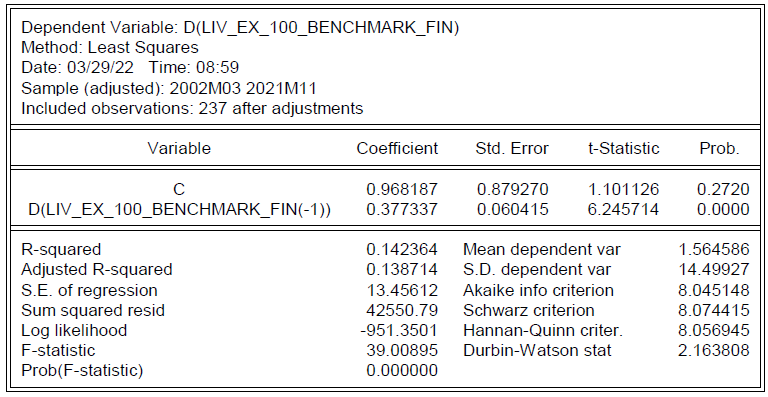 Dependent Variable: D(LIV_EX_100_BENCHMARK_FIN)
Method: Least Squares
Date: 03/29/22 Time: 08:59
Sample (adjusted): 2002M03 2021M11
Included observations: 237 after adjustments
Variable Coefficient Std. Error t-Statistic Prob.
C 0.968187 0.879270 1.101126 0.2720
D(LIV_EX_100_BENCHMARK_FIN(-1)) 0.377337 0.060415 6.245714 0.0000
R-squared 0.142364 Mean dependent var 1.564586
Adjusted R-squared 0.138714 S.D. dependent var 14.49927
S.E. of regression 13.45612 Akaike info criterion 8.045148
Sum squared resid 42550.79 Schwarz criterion 8.074415
Log likelihood -951.3501 Hannan-Quinn criter. 8.056945
F-statistic 39.00895 Durbin-Watson stat 2.163808
Prob(F-statistic) 0.000000